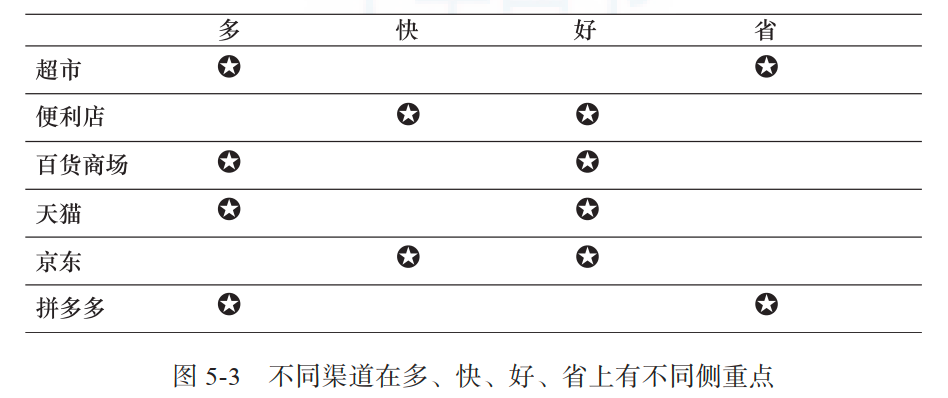 多 快 好 省
超市 ✪ ✪
便利店 ✪ ✪
百货商场 ✪ ✪
天猫 ✪ ✪
京东 ✪ ✪
拼多多 ✪ ✪
图 5-3 不同渠道在多、快、好、省上有不同侧重点